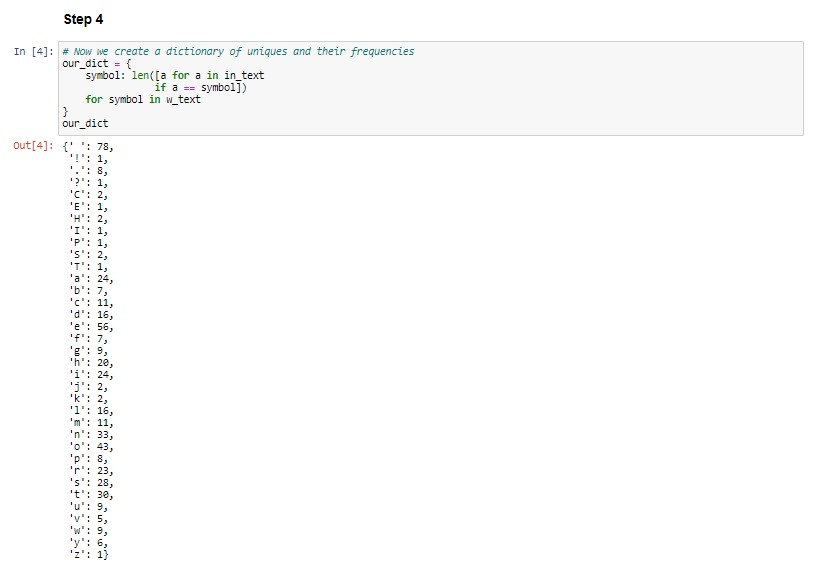 Step 4
In [4]: # Now we create a dictionary of uniques and their frequencies
our_dict = {
    symbol: len([a for a in in_text
                if a == symbol])
    for symbol in w_text
}
our_dict
Out[4]: {' ': 78,
 '!': 1,
 '.': 8,
 '?': 1,
 'C': 2,
 'E': 1,
 'H': 2,
 'I': 1,
 'P': 1,
 'S': 2,
 'T': 1,
 'a': 24,
 'b': 7,
 'c': 11,
 'd': 16,
 'e': 56,
 'f': 7,
 'g': 9,
 'h': 20,
 'i': 24,
 'j': 2,
 'k': 2,
 'l': 16,
 'm': 11,
 'n': 33,
 'o': 43,
 'p': 8,
 'r': 23,
 's': 28,
 't': 30,
 'u': 9,
 'v': 5,
 'w': 9,
 'y': 6,
 'z': 1}